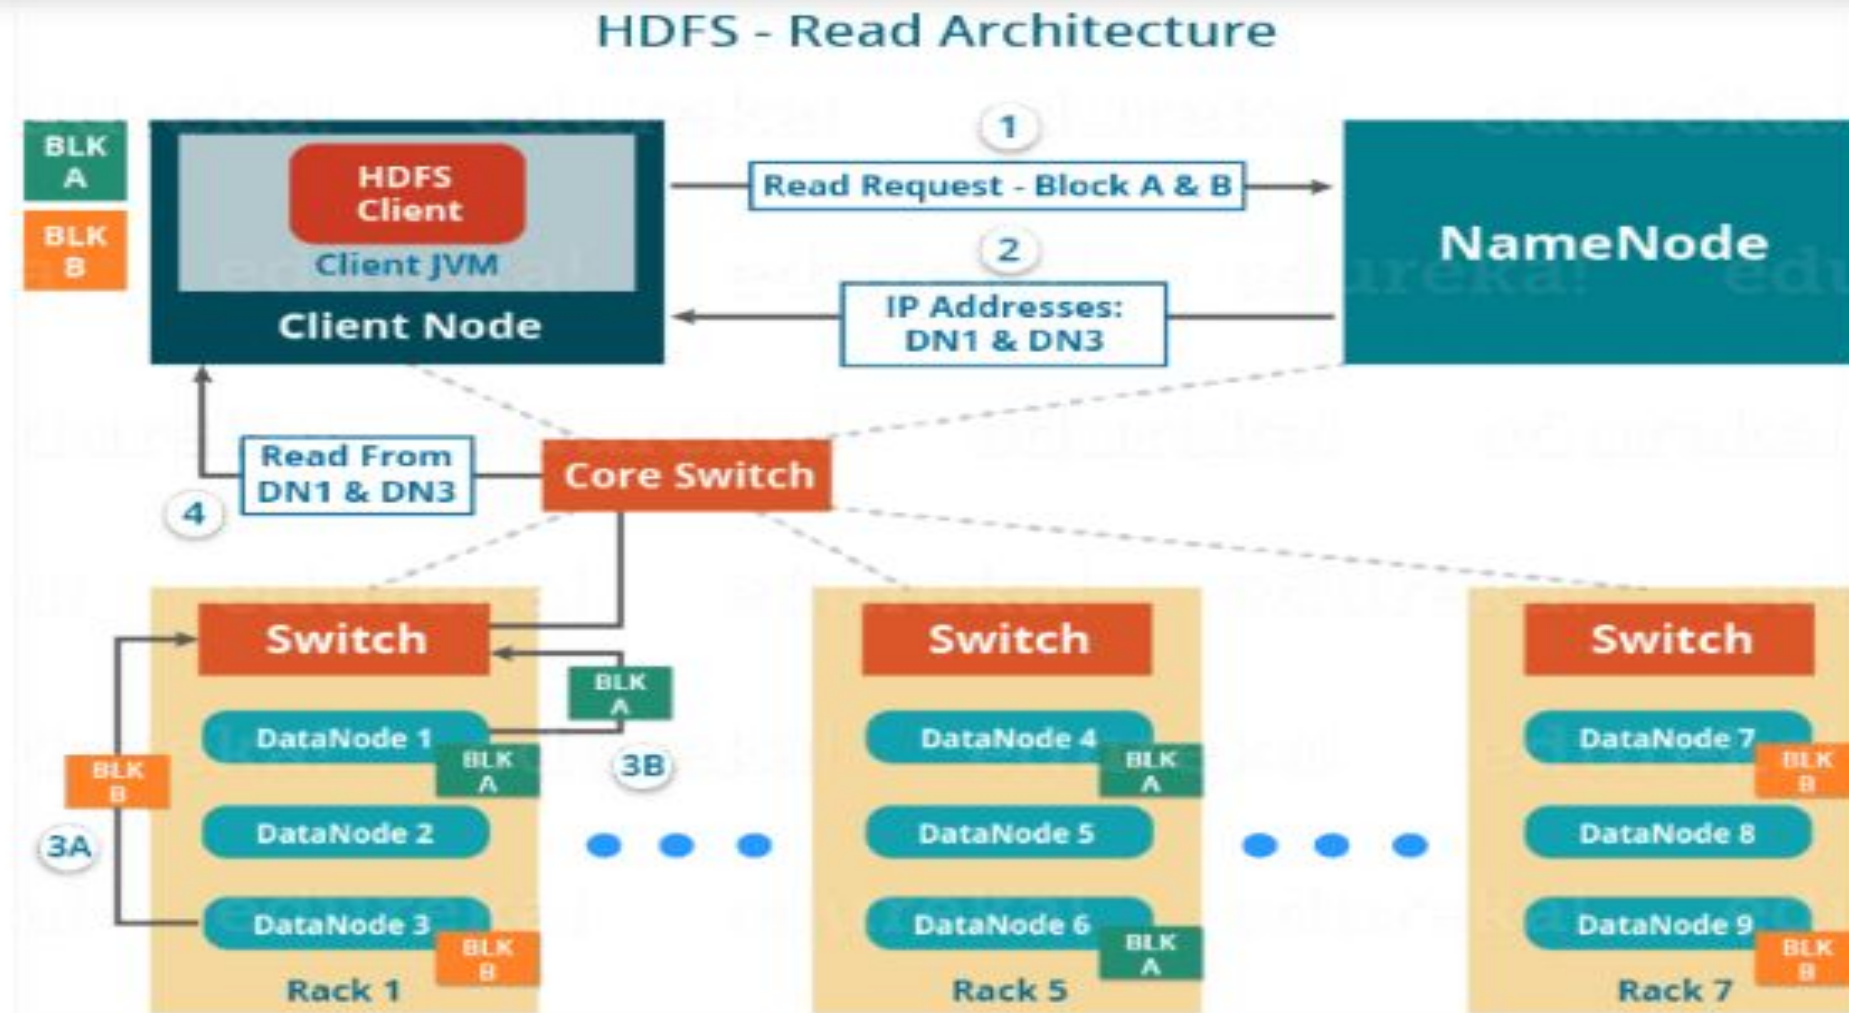 HDFS - Read Architecture
BLK
A
BLK
B
HDFS
Client
Client JVM
Client Node
1
Read Request - Block A & B
2
IP Addresses:
DN1 & DN3
NameNode
edureka!
Read From
DN1 & DN3
4
Core Switch
Switch
BLK
A
DataNode 1
BLK
A
3B
BLK
B
3A
DataNode 2
DataNode 3
BLK
B
Rack 1
Switch
DataNode 4
BLK
A
DataNode 5
DataNode 6
BLK
A
Rack 5
Switch
DataNode 7
BLK
B
DataNode 8
DataNode 9
BLK
B
Rack 7